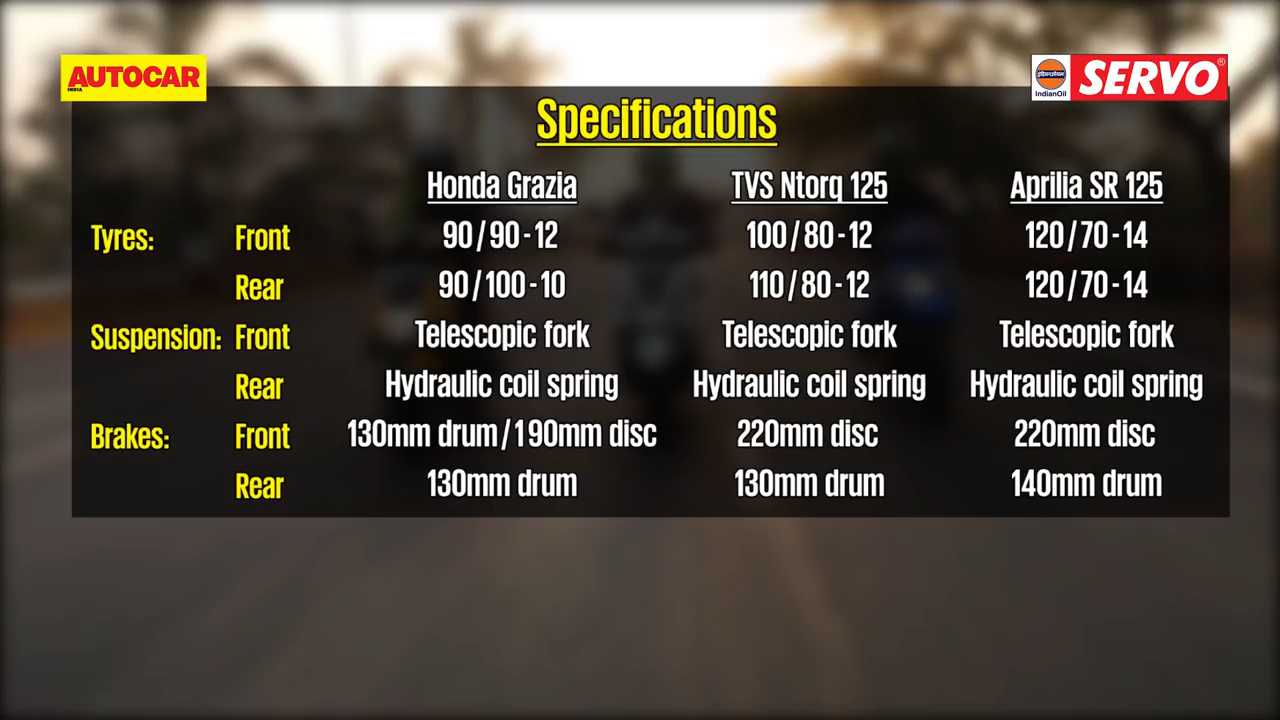 AUTOCAR
INDIA
इंडियनऑयल
IndianOil
SERVO®
Specifications
Honda Grazia TVS Ntorq 125 Aprilia SR 125
Tyres: Front 90/90-12 100/80-12 120/70-14
Rear 90/100-10 110/80-12 120/70-14
Suspension: Front Telescopic fork Telescopic fork Telescopic fork
Rear Hydraulic coil spring Hydraulic coil spring Hydraulic coil spring
Brakes: Front 130mm drum/190mm disc 220mm disc 220mm disc
Rear 130mm drum 130mm drum 140mm drum